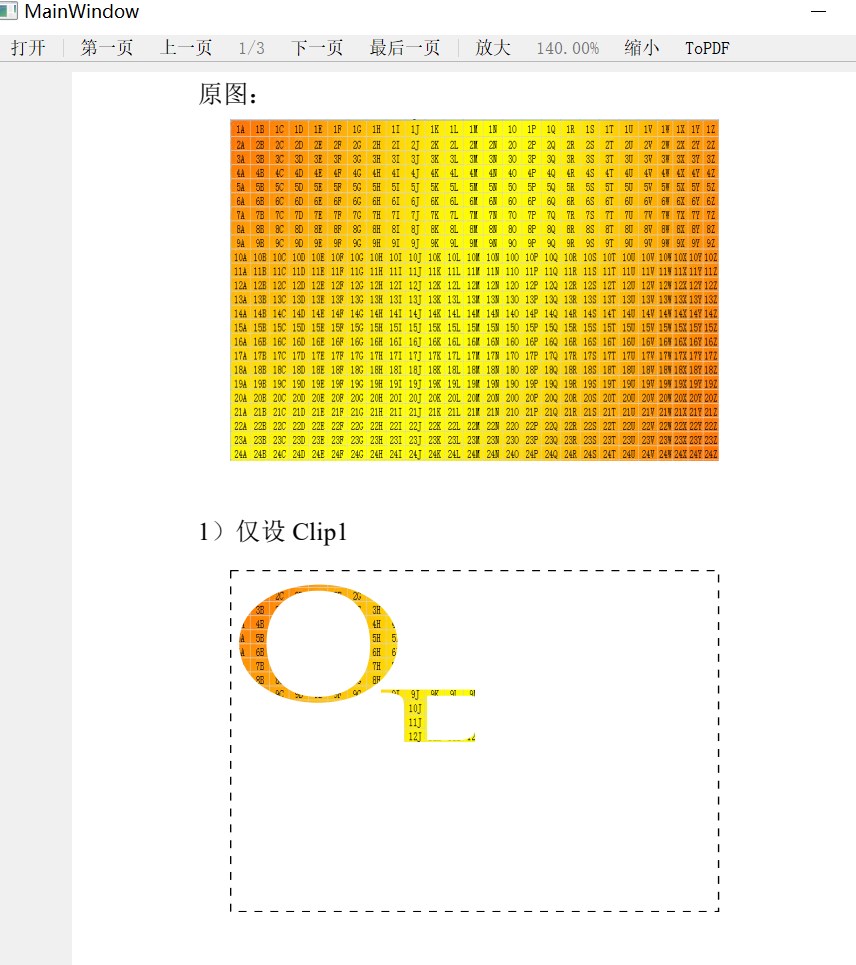 MainWindow
打开 第一页 上一页 1/3 下一页 最后一页 放大 140.00% 缩小 ToPDF
原图：
1A 1B 1C 1D 1E 1F 1G 1H 1I 1J 1K 1L 1M 1N 1O 1P 1Q 1R 1S 1T 1U 1V 1W 1X 1Y 1Z
2A 2B 2C 2D 2E 2F 2G 2H 2I 2J 2K 2L 2M 2N 2O 2P 2Q 2R 2S 2T 2U 2V 2W 2X 2Y 2Z
3A 3B 3C 3D 3E 3F 3G 3H 3I 3J 3K 3L 3M 3N 3O 3P 3Q 3R 3S 3T 3U 3V 3W 3X 3Y 3Z
4A 4B 4C 4D 4E 4F 4G 4H 4I 4J 4K 4L 4M 4N 4O 4P 4Q 4R 4S 4T 4U 4V 4W 4X 4Y 4Z
5A 5B 5C 5D 5E 5F 5G 5H 5I 5J 5K 5L 5M 5N 5O 5P 5Q 5R 5S 5T 5U 5V 5W 5X 5Y 5Z
6A 6B 6C 6D 6E 6F 6G 6H 6I 6J 6K 6L 6M 6N 6O 6P 6Q 6R 6S 6T 6U 6V 6W 6X 6Y 6Z
7A 7B 7C 7D 7E 7F 7G 7H 7I 7J 7K 7L 7M 7N 7O 7P 7Q 7R 7S 7T 7U 7V 7W 7X 7Y 7Z
8A 8B 8C 8D 8E 8F 8G 8H 8I 8J 8K 8L 8M 8N 8O 8P 8Q 8R 8S 8T 8U 8V 8W 8X 8Y 8Z
9A 9B 9C 9D 9E 9F 9G 9H 9I 9J 9K 9L 9M 9N 9O 9P 9Q 9R 9S 9T 9U 9V 9W 9X 9Y 9Z
10A 10B 10C 10D 10E 10F 10G 10H 10I 10J 10K 10L 10M 10N 10O 10P 10Q 10R 10S 10T 10U 10V 10W 10X 10Y 10Z
11A 11B 11C 11D 11E 11F 11G 11H 11I 11J 11K 11L 11M 11N 11O 11P 11Q 11R 11S 11T 11U 11V 11W 11X 11Y 11Z
12A 12B 12C 12D 12E 12F 12G 12H 12I 12J 12K 12L 12M 12N 12O 12P 12Q 12R 12S 12T 12U 12V 12W 12X 12Y 12Z
13A 13B 13C 13D 13E 13F 13G 13H 13I 13J 13K 13L 13M 13N 13O 13P 13Q 13R 13S 13T 13U 13V 13W 13X 13Y 13Z
14A 14B 14C 14D 14E 14F 14G 14H 14I 14J 14K 14L 14M 14N 14O 14P 14Q 14R 14S 14T 14U 14V 14W 14X 14Y 14Z
15A 15B 15C 15D 15E 15F 15G 15H 15I 15J 15K 15L 15M 15N 15O 15P 15Q 15R 15S 15T 15U 15V 15W 15X 15Y 15Z
16A 16B 16C 16D 16E 16F 16G 16H 16I 16J 16K 16L 16M 16N 16O 16P 16Q 16R 16S 16T 16U 16V 16W 16X 16Y 16Z
17A 17B 17C 17D 17E 17F 17G 17H 17I 17J 17K 17L 17M 17N 17O 17P 17Q 17R 17S 17T 17U 17V 17W 17X 17Y 17Z
18A 18B 18C 18D 18E 18F 18G 18H 18I 18J 18K 18L 18M 18N 18O 18P 18Q 18R 18S 18T 18U 18V 18W 18X 18Y 18Z
19A 19B 19C 19D 19E 19F 19G 19H 19I 19J 19K 19L 19M 19N 19O 19P 19Q 19R 19S 19T 19U 19V 19W 19X 19Y 19Z
20A 20B 20C 20D 20E 20F 20G 20H 20I 20J 20K 20L 20M 20N 20O 20P 20Q 20R 20S 20T 20U 20V 20W 20X 20Y 20Z
21A 21B 21C 21D 21E 21F 21G 21H 21I 21J 21K 21L 21M 21N 21O 21P 21Q 21R 21S 21T 21U 21V 21W 21X 21Y 21Z
22A 22B 22C 22D 22E 22F 22G 22H 22I 22J 22K 22L 22M 22N 22O 22P 22Q 22R 22S 22T 22U 22V 22W 22X 22Y 22Z
23A 23B 23C 23D 23E 23F 23G 23H 23I 23J 23K 23L 23M 23N 23O 23P 23Q 23R 23S 23T 23U 23V 23W 23X 23Y 23Z
24A 24B 24C 24D 24E 24F 24G 24H 24I 24J 24K 24L 24M 24N 24O 24P 24Q 24R 24S 24T 24U 24V 24W 24X 24Y 24Z
1）仅设 Clip1
2C 2G
3B 3H
4B 4H
5B 5H
6B 6H
7B 7H
8B
9J
10J
11J
12J